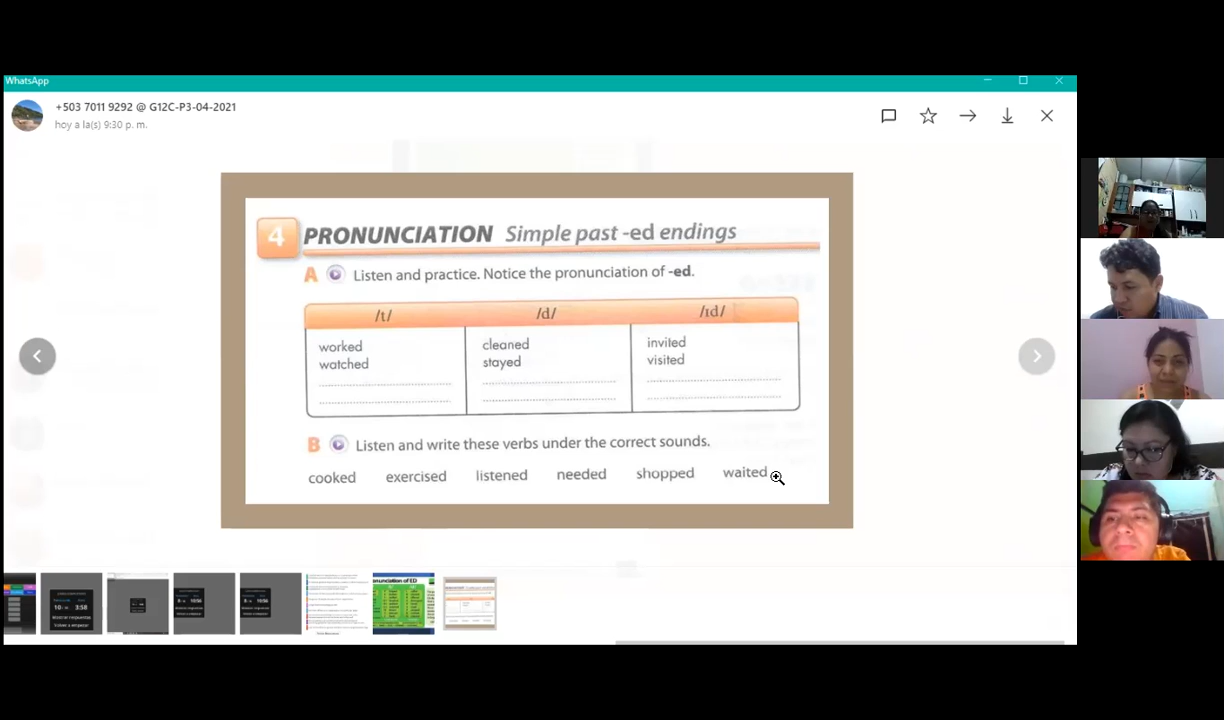 WhatsApp
+503 7011 9292 @ G12C-P3-04-2021
hoy a la(s) 9:30 p. m.
4 PRONUNCIATION Simple past -ed endings
A Listen and practice. Notice the pronunciation of -ed.
/t/ /d/ /ɪd/
worked cleaned invited
watched stayed visited
B Listen and write these verbs under the correct sounds.
cooked exercised listened needed shopped waited